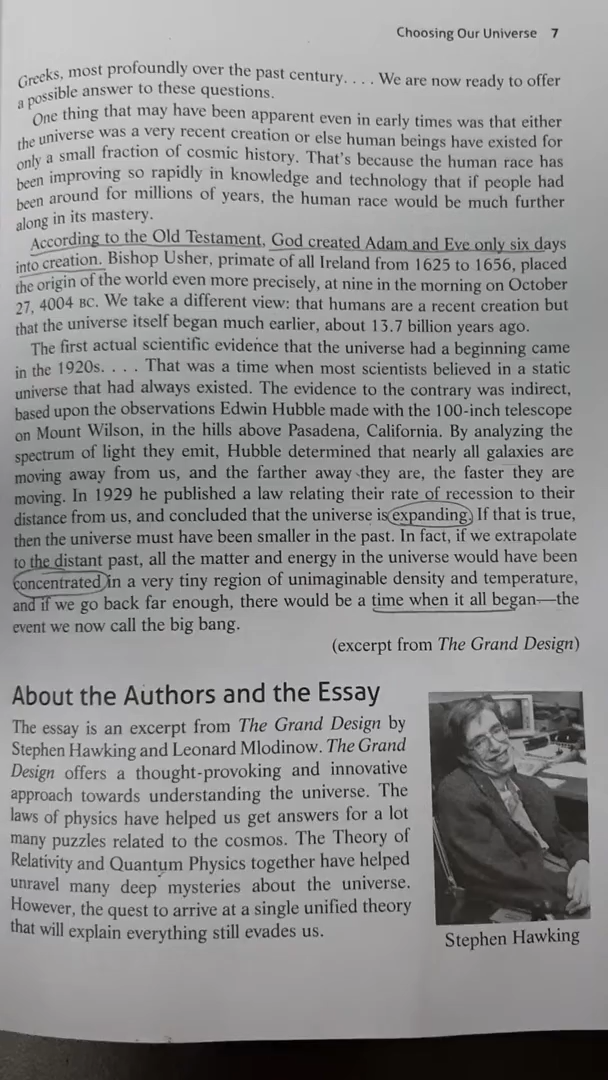 Choosing Our Universe 7
Greeks, most profoundly over the past century. . . . We are now ready to offer
a possible answer to these questions.
One thing that may have been apparent even in early times was that either
the universe was a very recent creation or else human beings have existed for
only a small fraction of cosmic history. That's because the human race has
been improving so rapidly in knowledge and technology that if people had
been around for millions of years, the human race would be much further
along in its mastery.
According to the Old Testament, God created Adam and Eve only six days
into creation. Bishop Usher, primate of all Ireland from 1625 to 1656, placed
the origin of the world even more precisely, at nine in the morning on October
27, 4004 BC. We take a different view: that humans are a recent creation but
that the universe itself began much earlier, about 13.7 billion years ago.
The first actual scientific evidence that the universe had a beginning came
in the 1920s. . . . That was a time when most scientists believed in a static
universe that had always existed. The evidence to the contrary was indirect,
based upon the observations Edwin Hubble made with the 100-inch telescope
on Mount Wilson, in the hills above Pasadena, California. By analyzing the
spectrum of light they emit, Hubble determined that nearly all galaxies are
moving away from us, and the farther away they are, the faster they are
moving. In 1929 he published a law relating their rate of recession to their
distance from us, and concluded that the universe is expanding. If that is true,
then the universe must have been smaller in the past. In fact, if we extrapolate
to the distant past, all the matter and energy in the universe would have been
concentrated in a very tiny region of unimaginable density and temperature,
and if we go back far enough, there would be a time when it all began—the
event we now call the big bang.
(excerpt from The Grand Design)
About the Authors and the Essay
The essay is an excerpt from The Grand Design by
Stephen Hawking and Leonard Mlodinow. The Grand
Design offers a thought-provoking and innovative
approach towards understanding the universe. The
laws of physics have helped us get answers for a lot
many puzzles related to the cosmos. The Theory of
Relativity and Quantum Physics together have helped
unravel many deep mysteries about the universe.
However, the quest to arrive at a single unified theory
that will explain everything still evades us.
Stephen Hawking